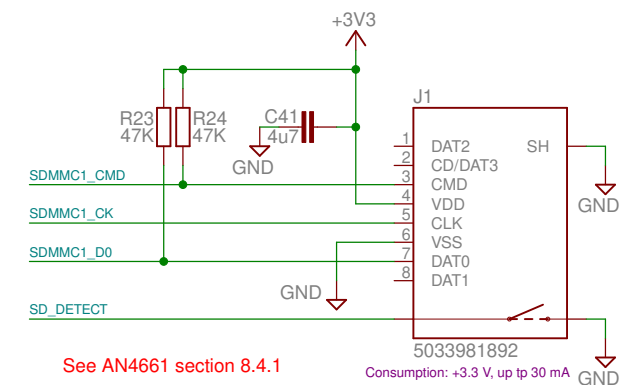 +3V3
J1
R23
47K
R24
47K
C41
4u7
GND
1 DAT2 SH
2 CD/DAT3
SDMMC1_CMD 3 CMD
4 VDD GND
SDMMC1_CK 5 CLK
6 VSS
SDMMC1_D0 7 DAT0
8 DAT1
GND
SD_DETECT
5033981892
See AN4661 section 8.4.1
Consumption: +3.3 V, up tp 30 mA
GND